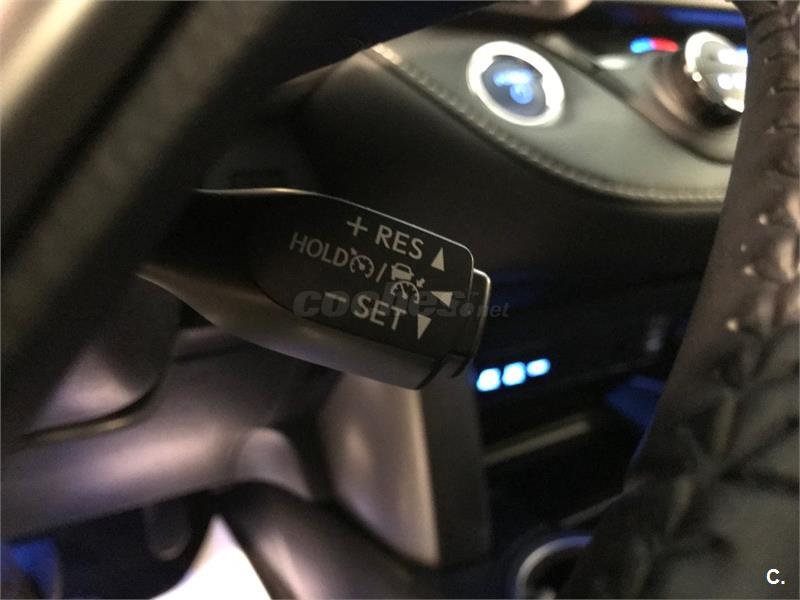 + RES
HOLD /
- SET
coches.net
C.